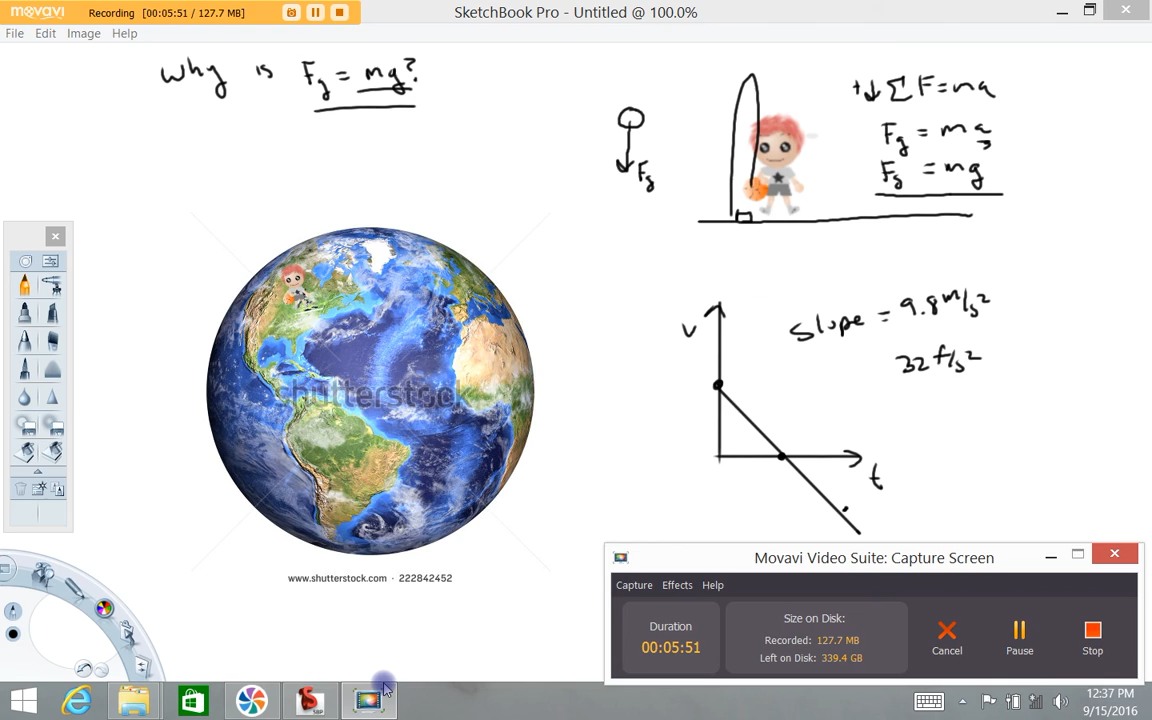 movavi Recording [00:05:51 / 127.7 MB]
SketchBook Pro - Untitled @ 100.0%
File Edit Image Help
Why is Fg = mg?
+↓ ΣF = ma
Fg = ma
Fg = mg
Fg
v
t
slope = 9.8 m/s²
32 f/s²
shutterstock
www.shutterstock.com · 222842452
Movavi Video Suite: Capture Screen
Capture Effects Help
Duration
00:05:51
Size on Disk:
Recorded: 127.7 MB
Left on Disk: 339.4 GB
Cancel
Pause
Stop
12:37 PM
9/15/2016